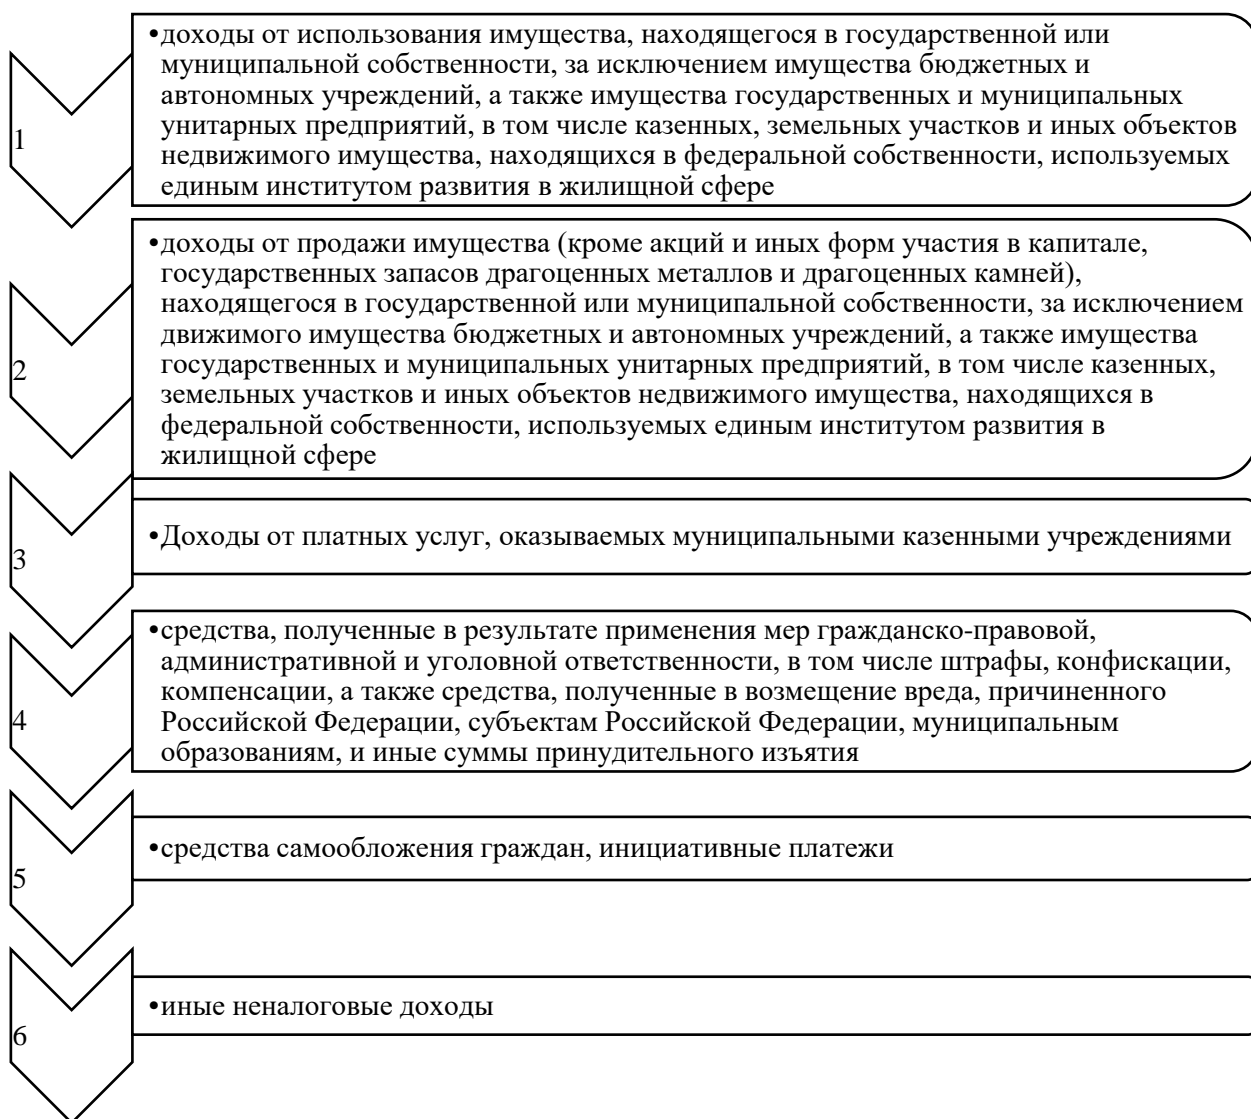 1
•доходы от использования имущества, находящегося в государственной или
муниципальной собственности, за исключением имущества бюджетных и
автономных учреждений, а также имущества государственных и муниципальных
унитарных предприятий, в том числе казенных, земельных участков и иных объектов
недвижимого имущества, находящихся в федеральной собственности, используемых
единым институтом развития в жилищной сфере
2
•доходы от продажи имущества (кроме акций и иных форм участия в капитале,
государственных запасов драгоценных металлов и драгоценных камней),
находящегося в государственной или муниципальной собственности, за исключением
движимого имущества бюджетных и автономных учреждений, а также имущества
государственных и муниципальных унитарных предприятий, в том числе казенных,
земельных участков и иных объектов недвижимого имущества, находящихся в
федеральной собственности, используемых единым институтом развития в
жилищной сфере
3
•Доходы от платных услуг, оказываемых муниципальными казенными учреждениями
4
•средства, полученные в результате применения мер гражданско-правовой,
административной и уголовной ответственности, в том числе штрафы, конфискации,
компенсации, а также средства, полученные в возмещение вреда, причиненного
Российской Федерации, субъектам Российской Федерации, муниципальным
образованиям, и иные суммы принудительного изъятия
5
•средства самообложения граждан, инициативные платежи
6
•иные неналоговые доходы